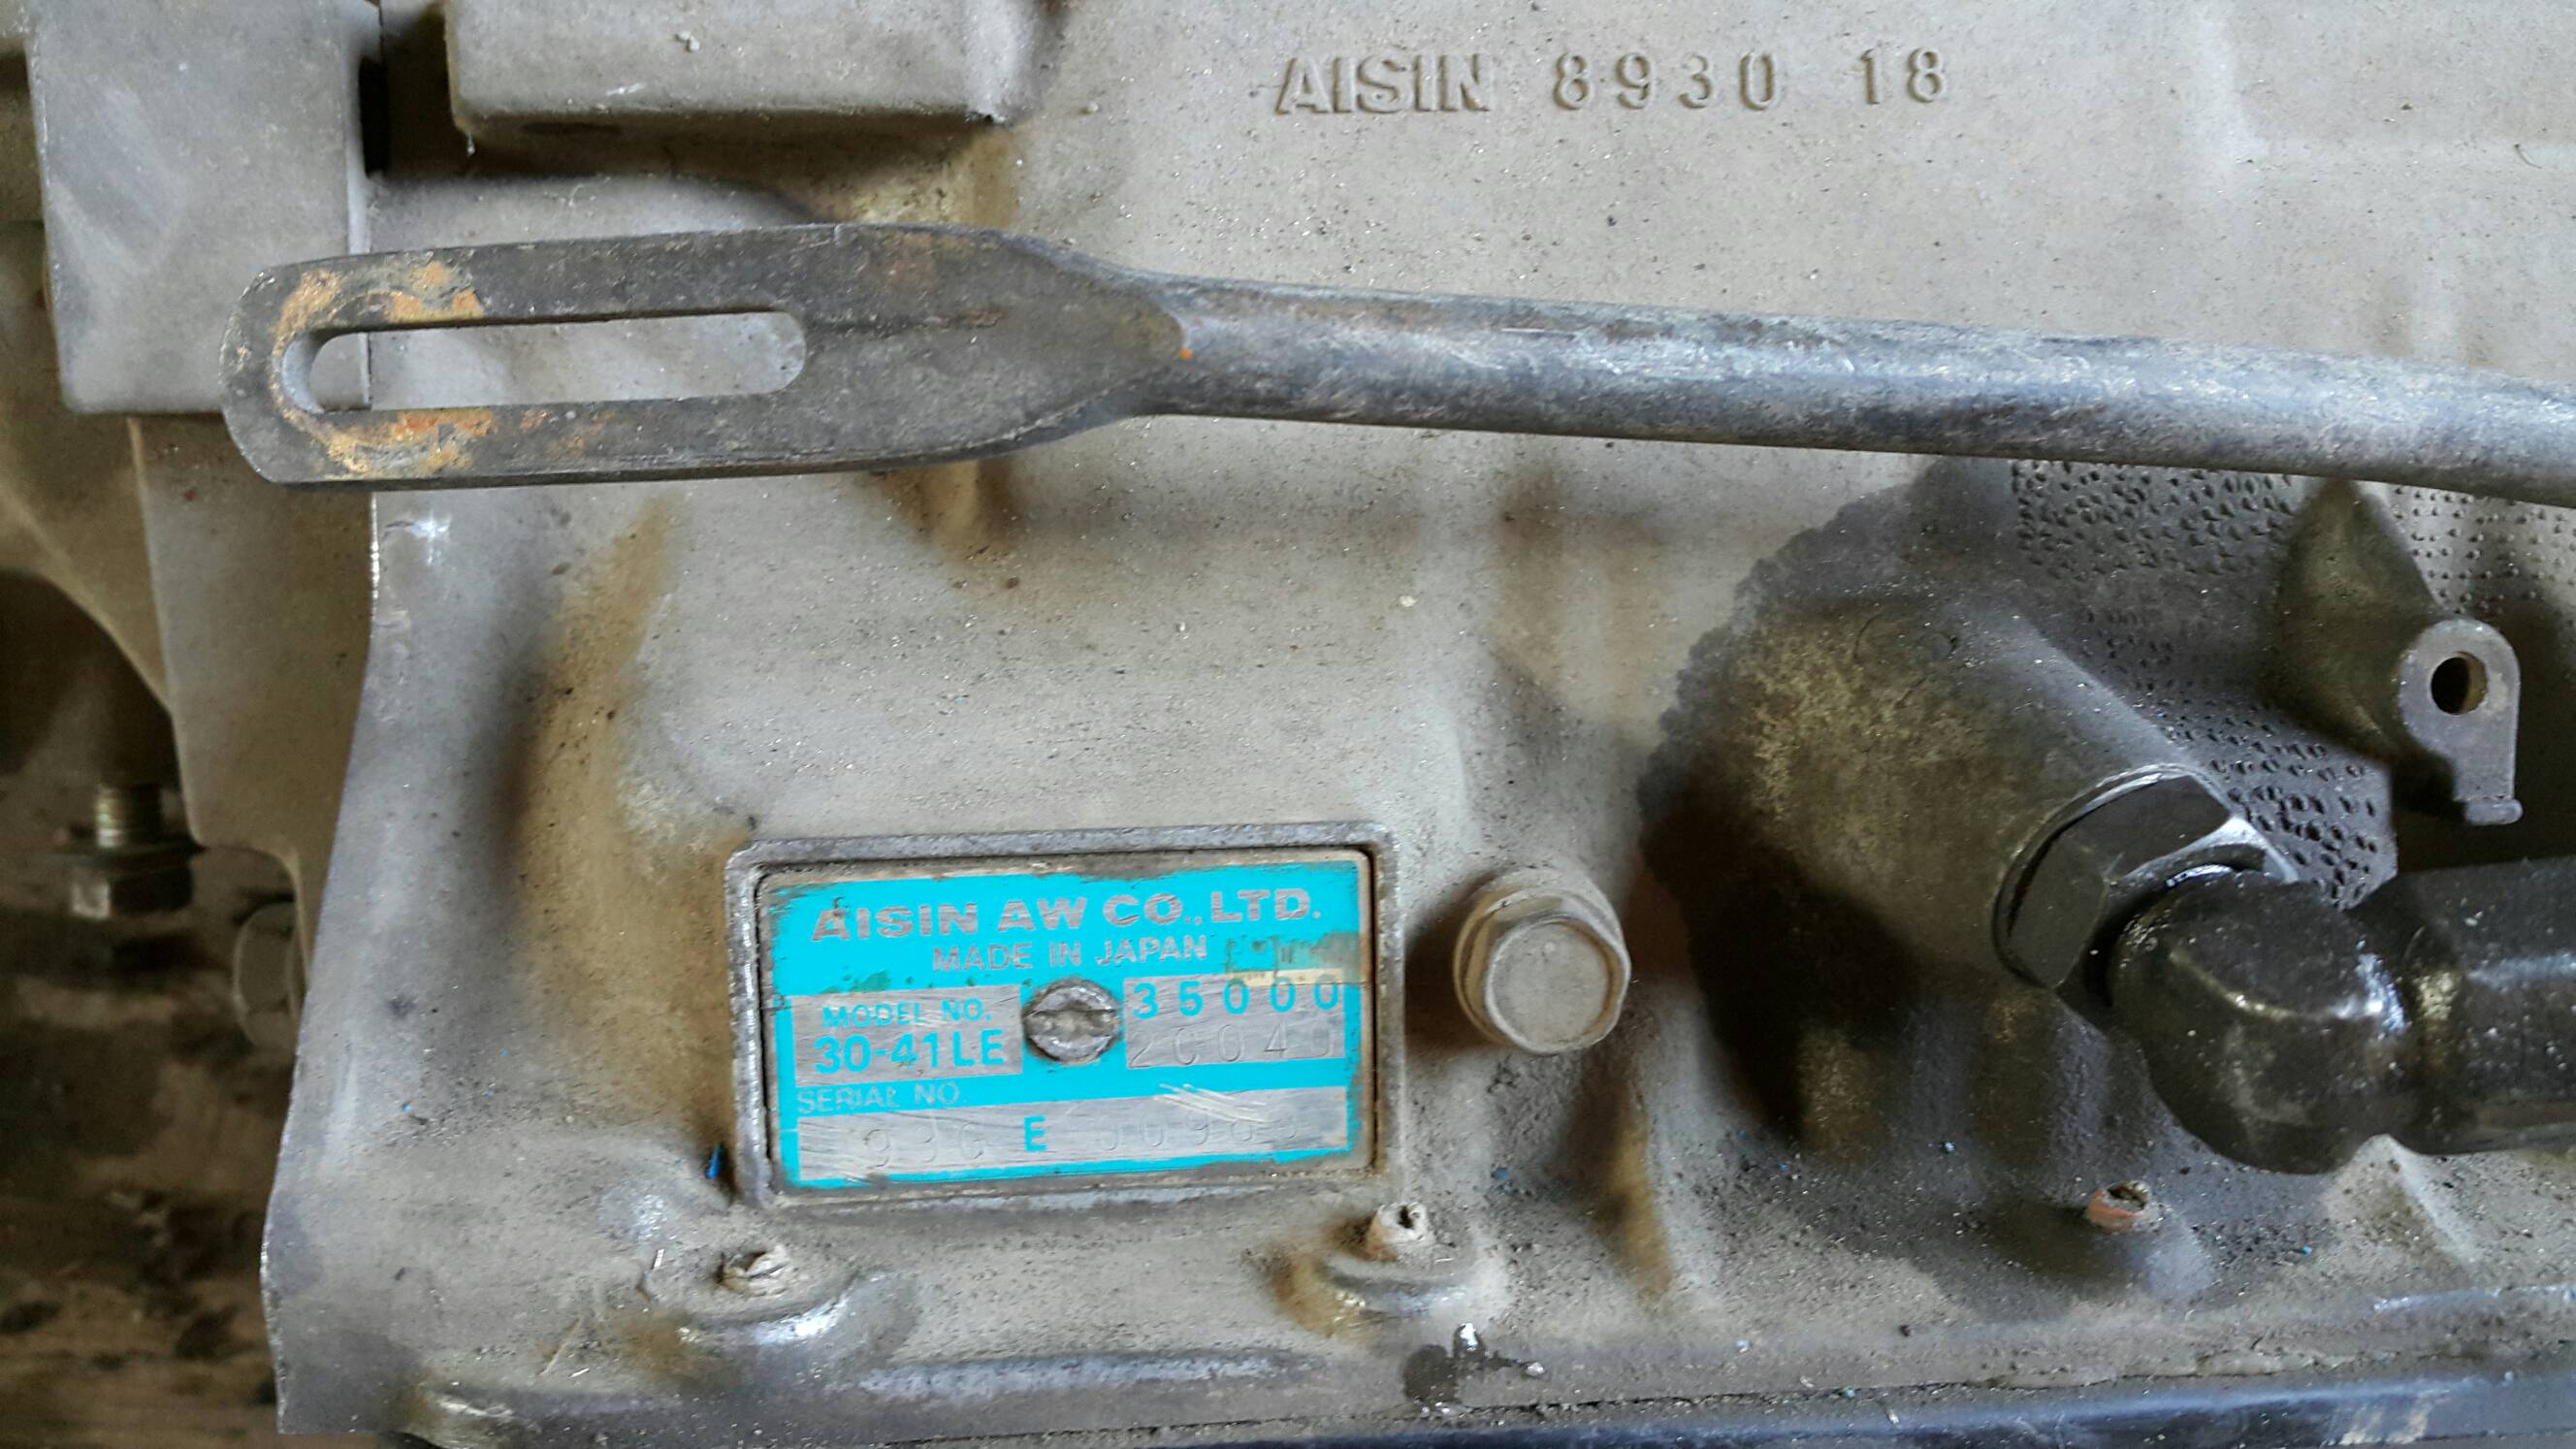 AISIN 8930 18
AISIN AW CO., LTD.
MADE IN JAPAN
MODEL NO. 35000
30-41LE
SERIAL NO.
E